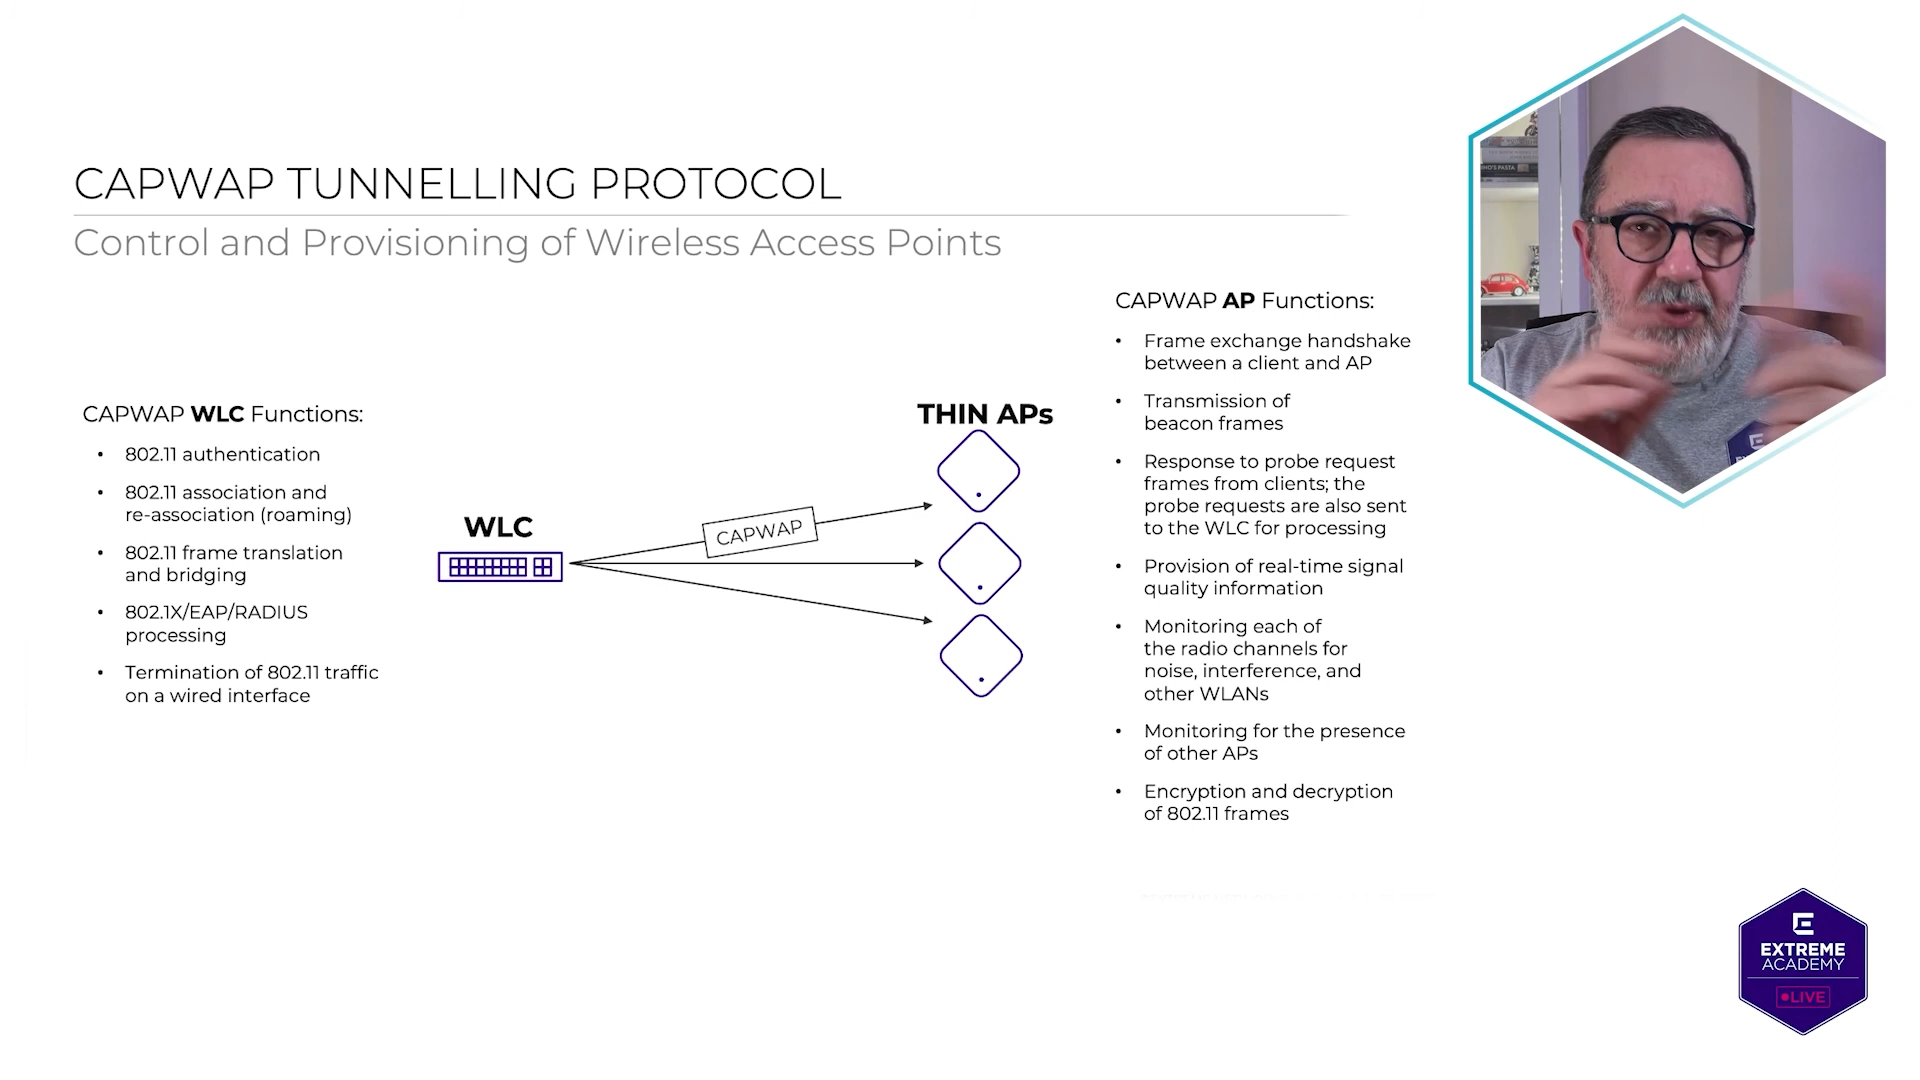 CAPWAP TUNNELLING PROTOCOL
Control and Provisioning of Wireless Access Points
CAPWAP WLC Functions:
• 802.11 authentication
• 802.11 association and
re-association (roaming)
• 802.11 frame translation
and bridging
• 802.1X/EAP/RADIUS
processing
• Termination of 802.11 traffic
on a wired interface
WLC
CAPWAP
THIN APs
CAPWAP AP Functions:
• Frame exchange handshake
between a client and AP
• Transmission of
beacon frames
• Response to probe request
frames from clients; the
probe requests are also sent
to the WLC for processing
• Provision of real-time signal
quality information
• Monitoring each of
the radio channels for
noise, interference, and
other WLANs
• Monitoring for the presence
of other APs
• Encryption and decryption
of 802.11 frames
EXTREME
ACADEMY
LIVE